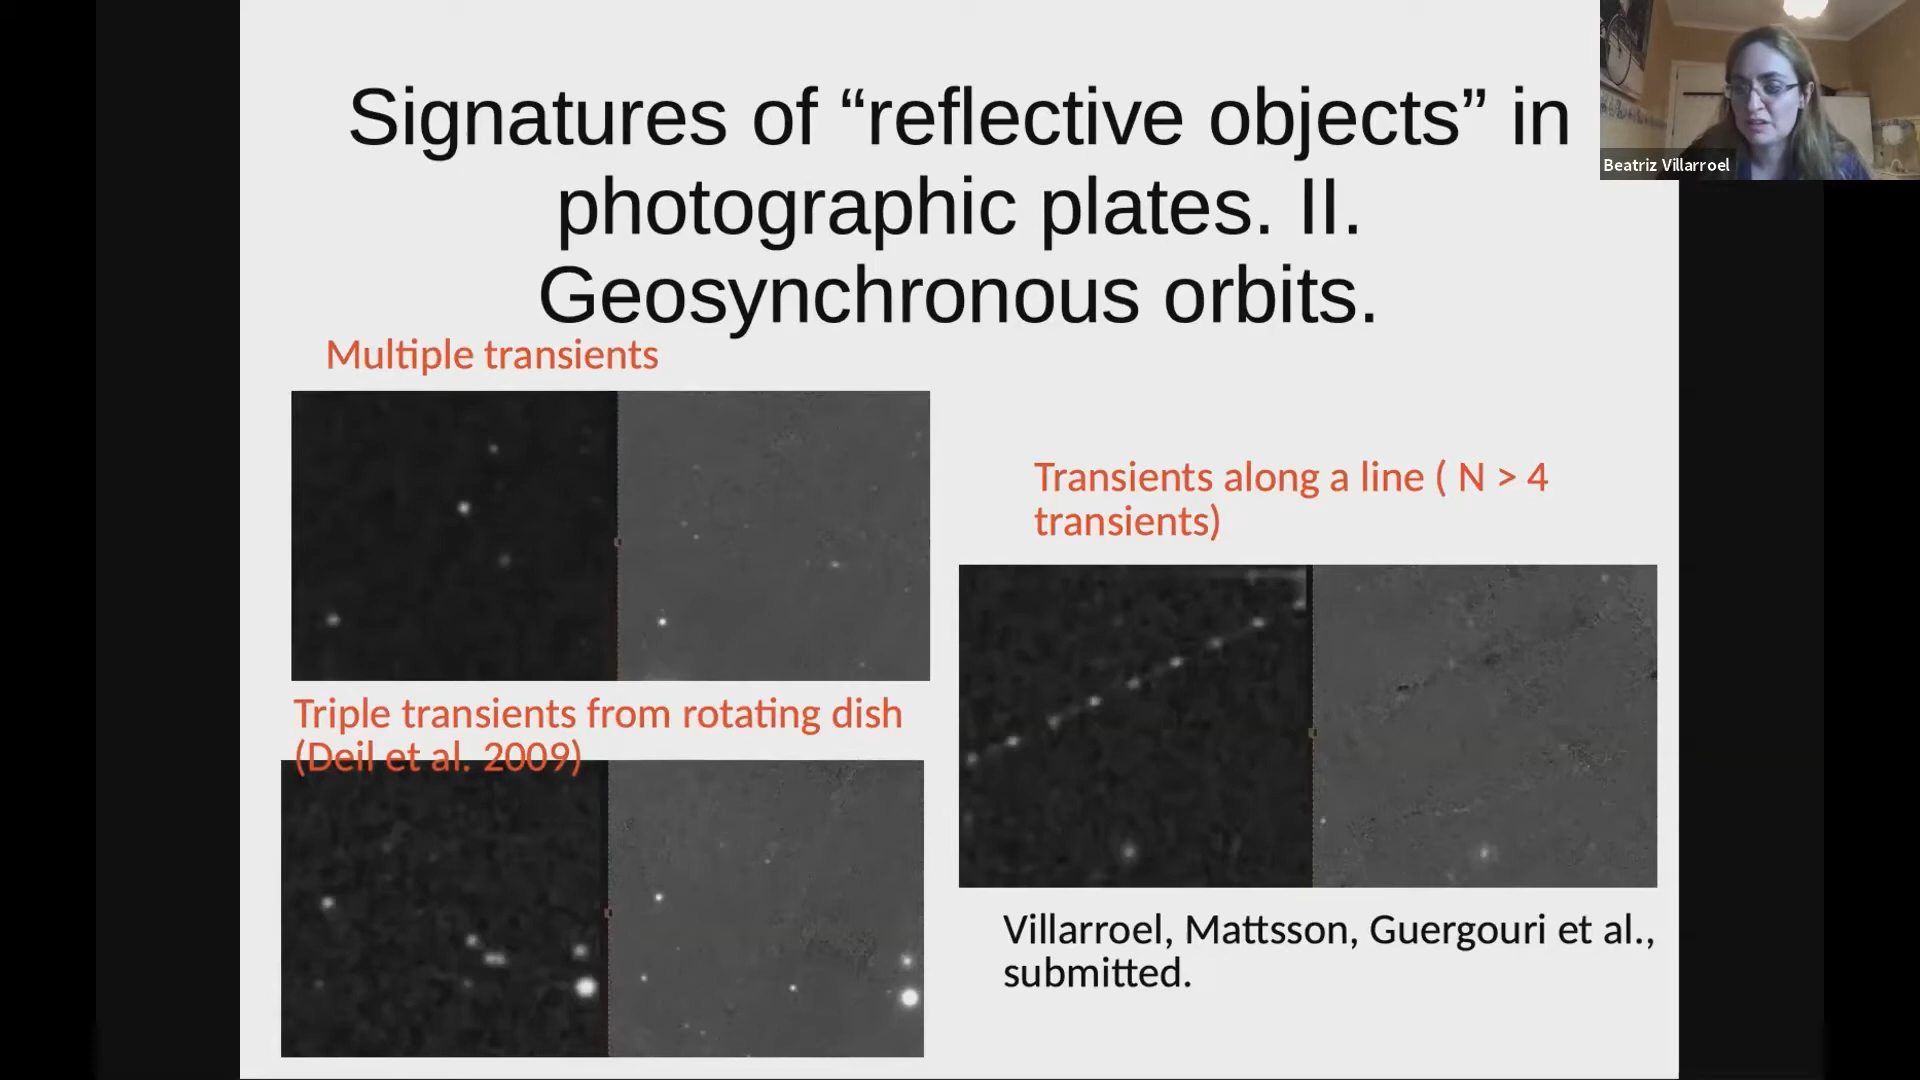 Signatures of “reflective objects” in
photographic plates. II.
Geosynchronous orbits.
Beatriz Villarroel
Multiple transients
Transients along a line ( N > 4
transients)
Triple transients from rotating dish
(Deil et al. 2009)
Villarroel, Mattsson, Guergouri et al.,
submitted.